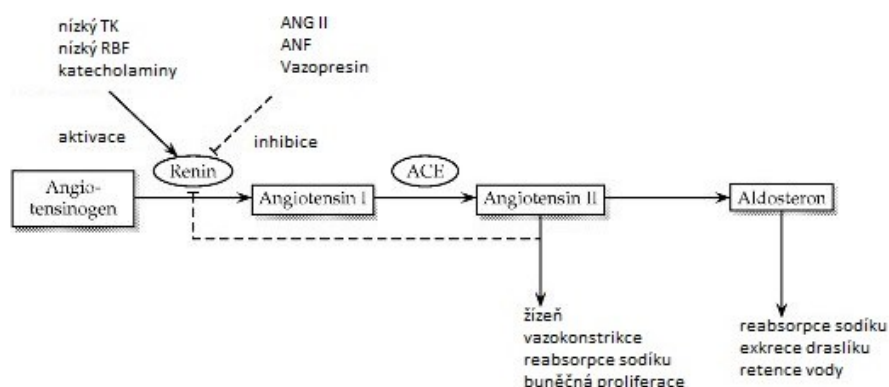 nízký TK
nízký RBF
katecholaminy
ANG II
ANF
Vazopresin
aktivace
inhibice
Renin
ACE
Angio-
tensinogen
Angiotensin I
Angiotensin II
Aldosteron
žízeň
vazokonstrikce
reabsorpce sodíku
buněčná proliferace
reabsorpce sodíku
exkrece draslíku
retence vody